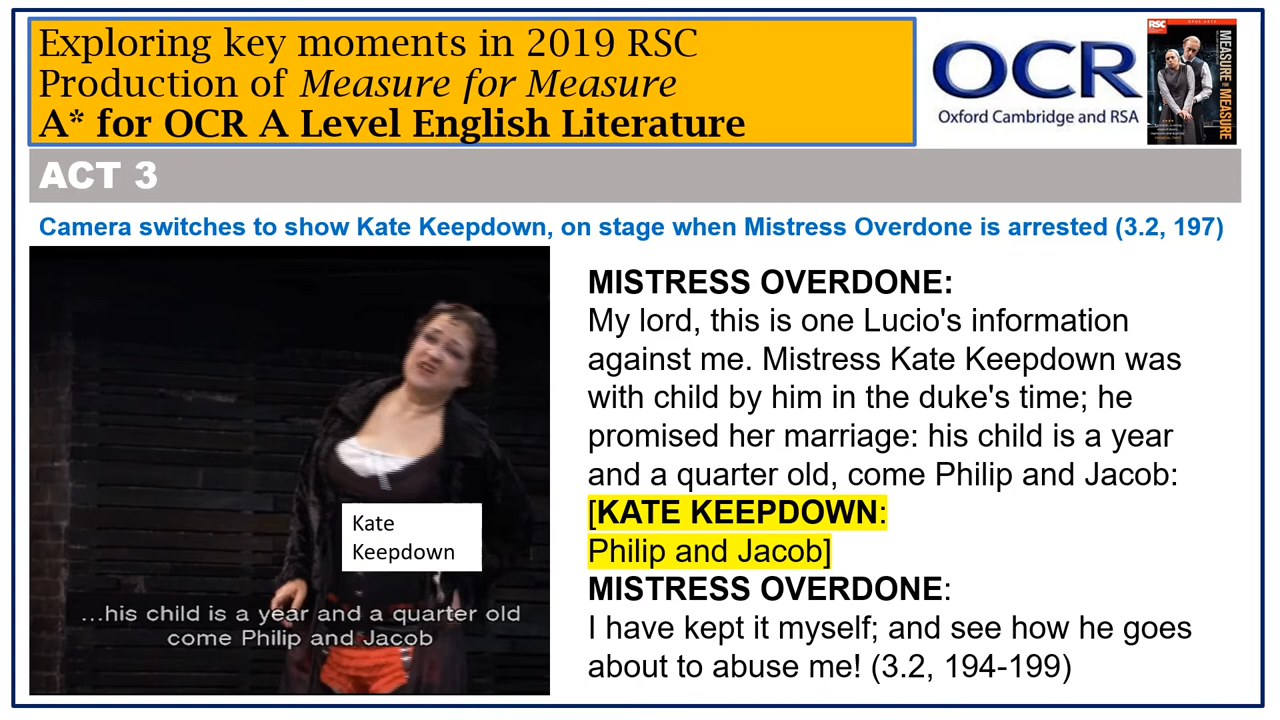 Exploring key moments in 2019 RSC
Production of Measure for Measure
A* for OCR A Level English Literature
OCR
Oxford Cambridge and RSA
RSC
OPUS ARTE
MEASURE FOR MEASURE
ACT 3
Camera switches to show Kate Keepdown, on stage when Mistress Overdone is arrested (3.2, 197)
Kate
Keepdown
...his child is a year and a quarter old
come Philip and Jacob
MISTRESS OVERDONE:
My lord, this is one Lucio's information
against me. Mistress Kate Keepdown was
with child by him in the duke's time; he
promised her marriage: his child is a year
and a quarter old, come Philip and Jacob:
[KATE KEEPDOWN:
Philip and Jacob]
MISTRESS OVERDONE:
I have kept it myself; and see how he goes
about to abuse me! (3.2, 194-199)